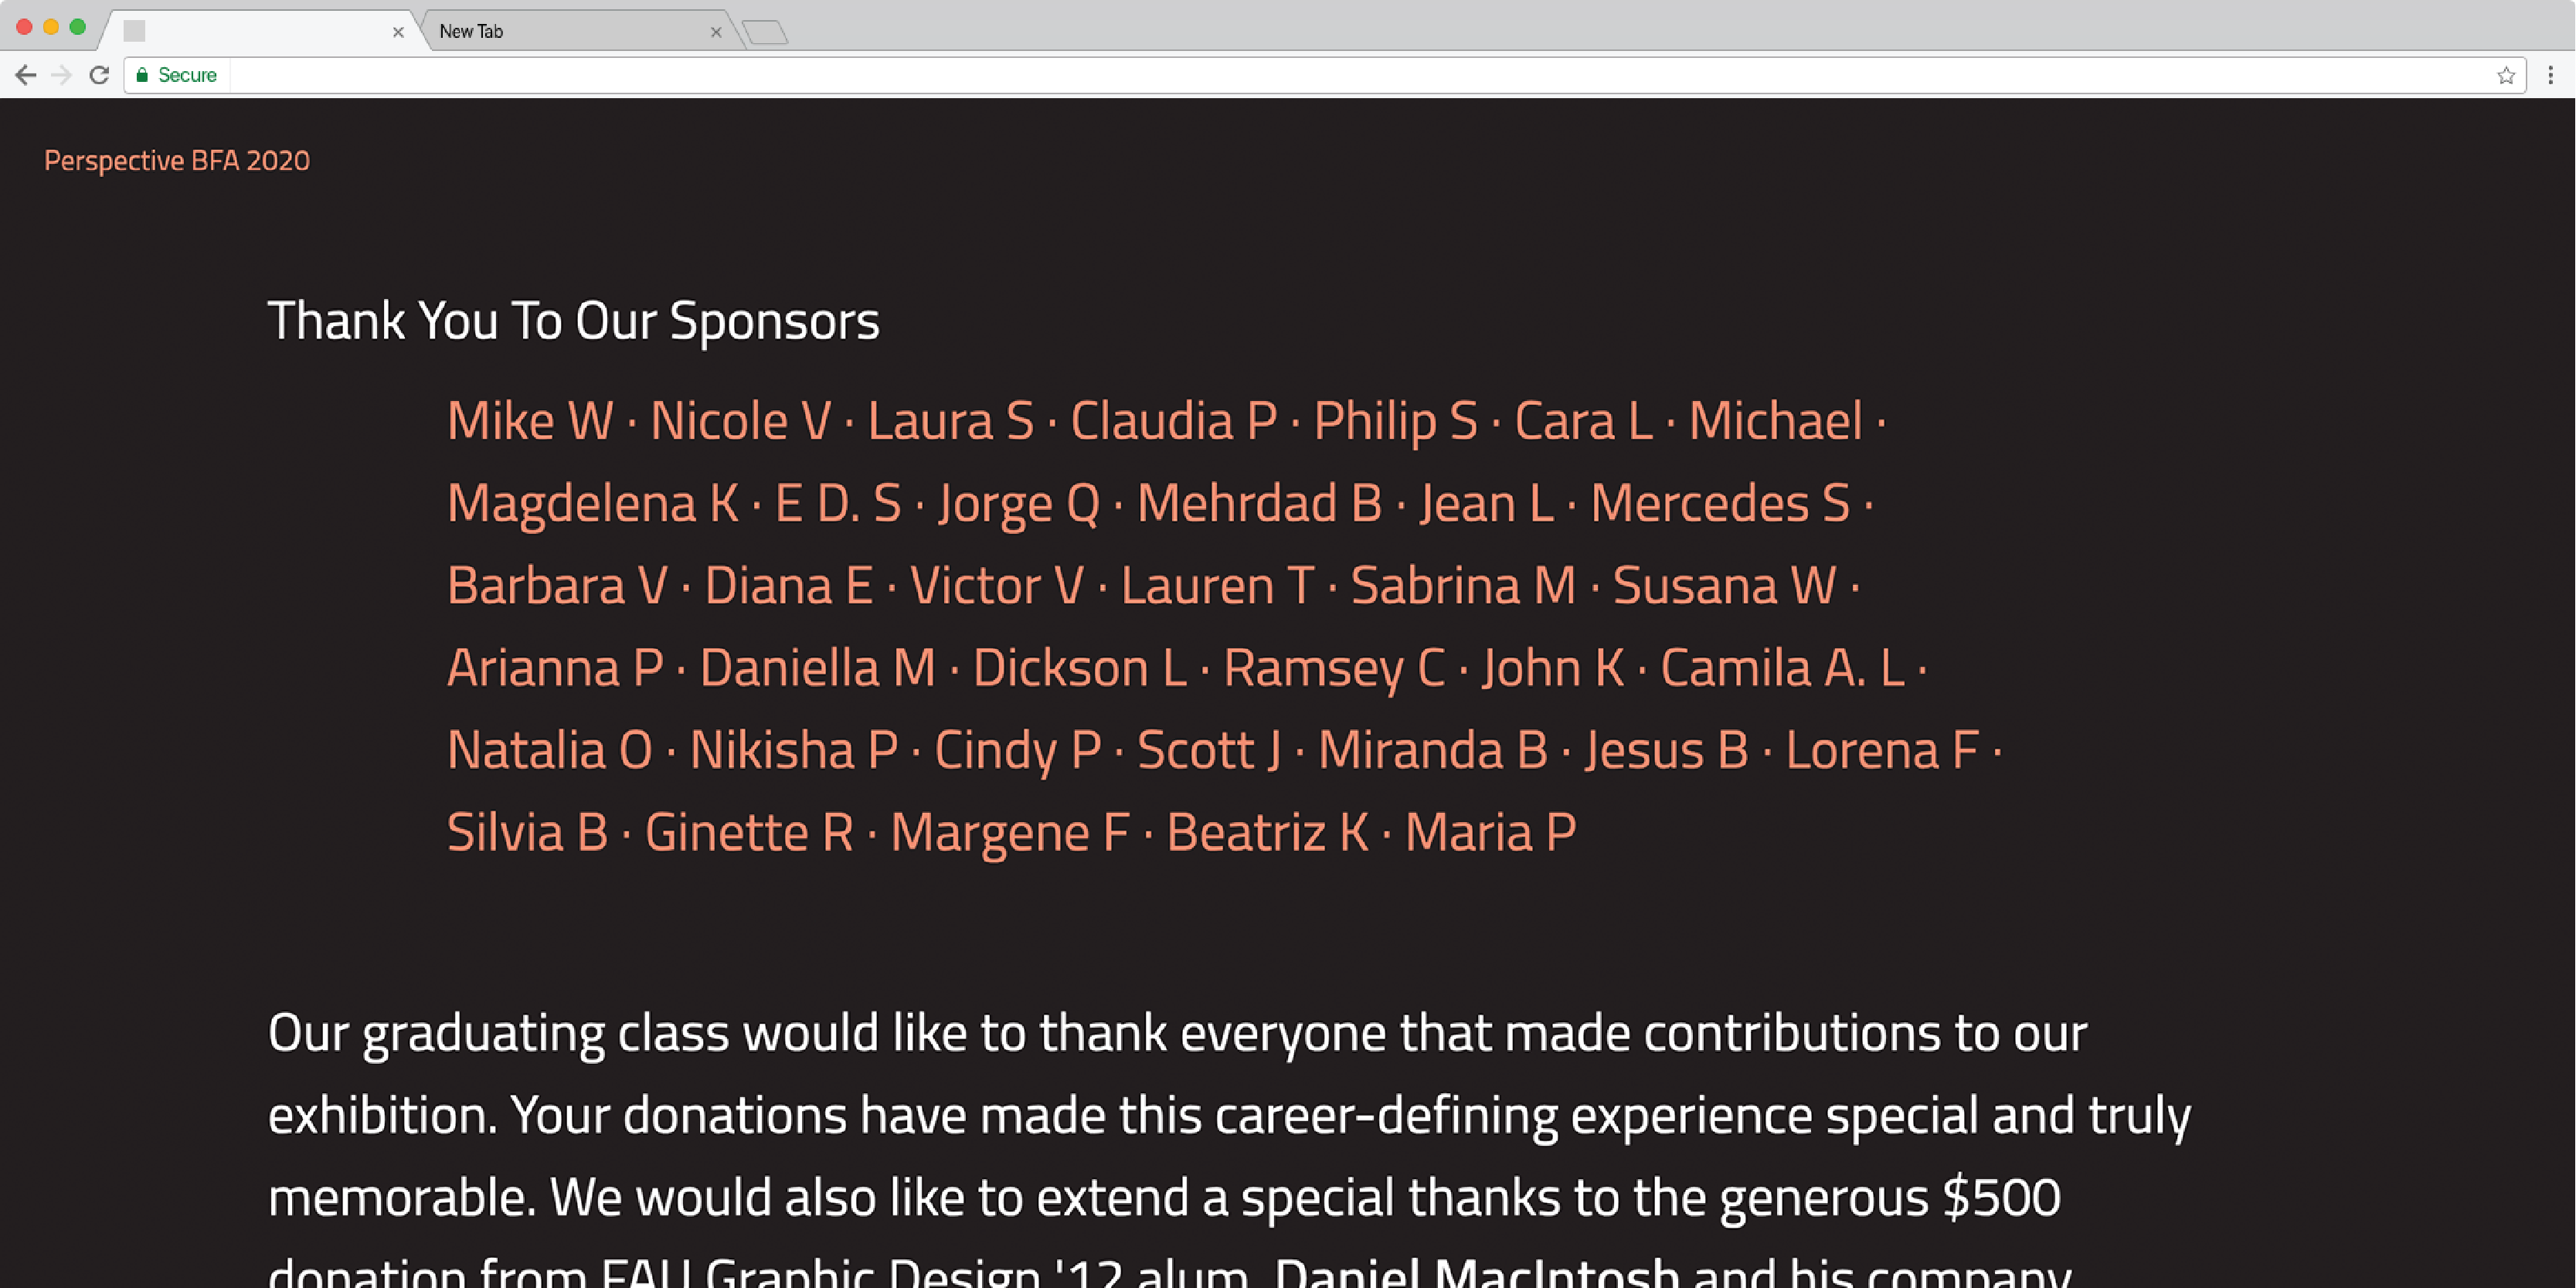 New Tab
Secure
Perspective BFA 2020
Thank You To Our Sponsors
Mike W · Nicole V · Laura S · Claudia P · Philip S · Cara L · Michael ·
Magdelena K · E D. S · Jorge Q · Mehrdad B · Jean L · Mercedes S ·
Barbara V · Diana E · Victor V · Lauren T · Sabrina M · Susana W ·
Arianna P · Daniella M · Dickson L · Ramsey C · John K · Camila A. L ·
Natalia O · Nikisha P · Cindy P · Scott J · Miranda B · Jesus B · Lorena F ·
Silvia B · Ginette R · Margene F · Beatriz K · Maria P
Our graduating class would like to thank everyone that made contributions to our
exhibition. Your donations have made this career-defining experience special and truly
memorable. We would also like to extend a special thanks to the generous $500
donation from FAU Graphic Design '12 alum, Daniel MacIntosh and his company